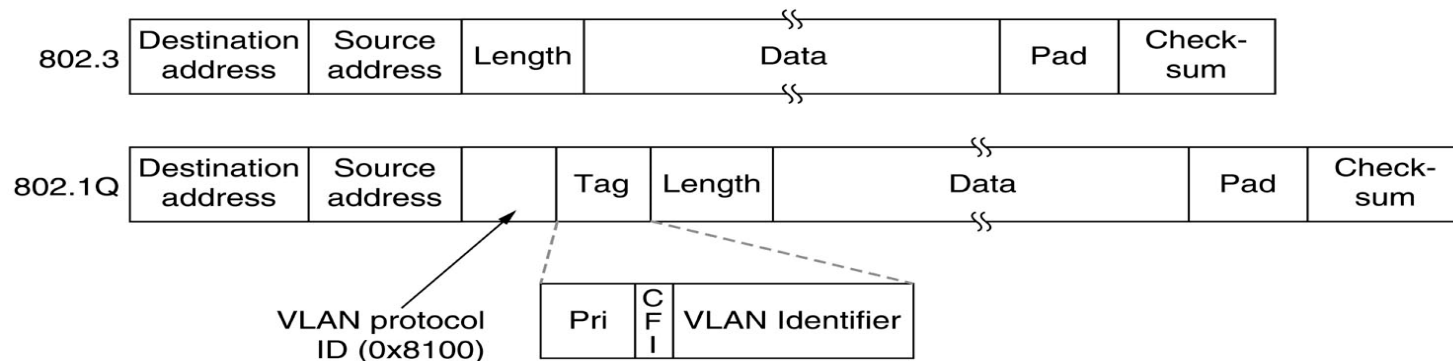 802.3
Destination
address
Source
address
Length
Data
Pad
Check-
sum
802.1Q
Destination
address
Source
address
Tag
Length
Data
Pad
Check-
sum
VLAN protocol
ID (0x8100)
Pri
C
F
I
VLAN Identifier